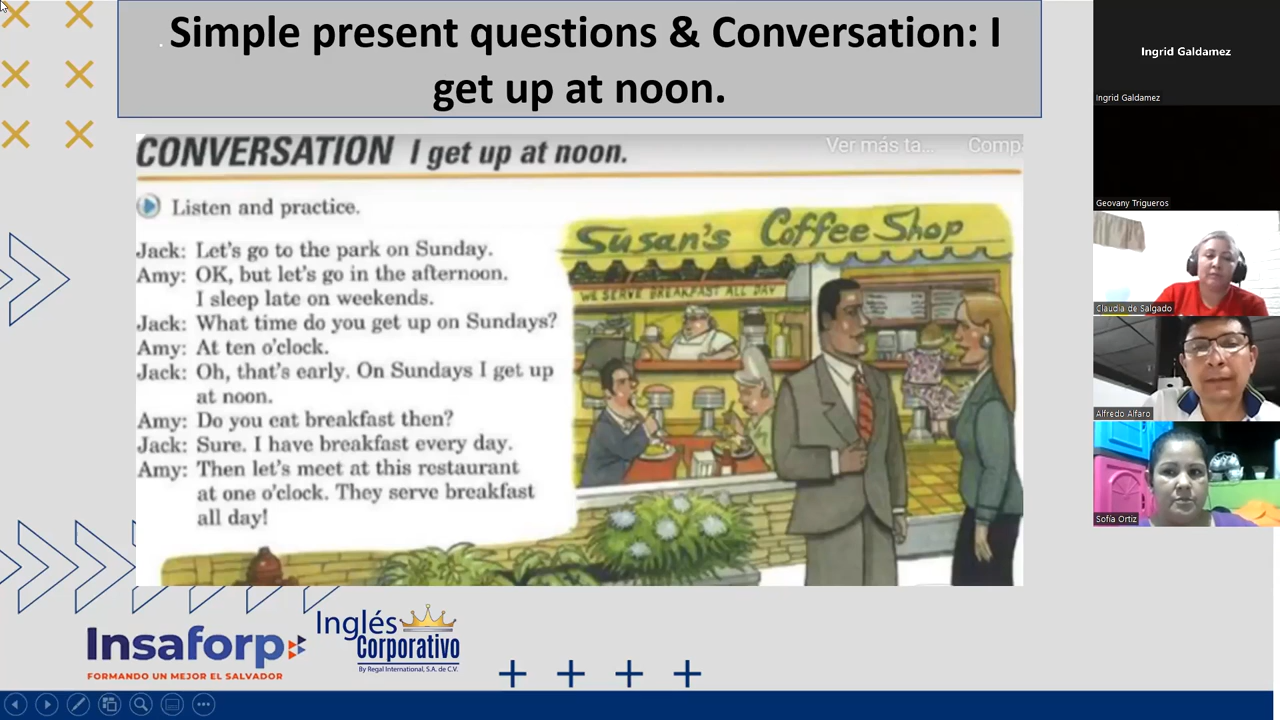 Simple present questions & Conversation: I
get up at noon.
CONVERSATION I get up at noon.
Ver más ta...
Comp
Listen and practice.
Jack: Let's go to the park on Sunday.
Amy: OK, but let's go in the afternoon.
I sleep late on weekends.
Jack: What time do you get up on Sundays?
Amy: At ten o'clock.
Jack: Oh, that's early. On Sundays I get up
at noon.
Amy: Do you eat breakfast then?
Jack: Sure. I have breakfast every day.
Amy: Then let's meet at this restaurant
at one o'clock. They serve breakfast
all day!
Susan's Coffee Shop
WE SERVE BREAKFAST ALL DAY
Insaforp
FORMANDO UN MEJOR EL SALVADOR
Inglés
Corporativo
By Regal International, S.A. de C.V.
Ingrid Galdamez
Ingrid Galdamez
Geovany Trigueros
Claudia de Salgado
Alfredo Alfaro
Sofía Ortiz